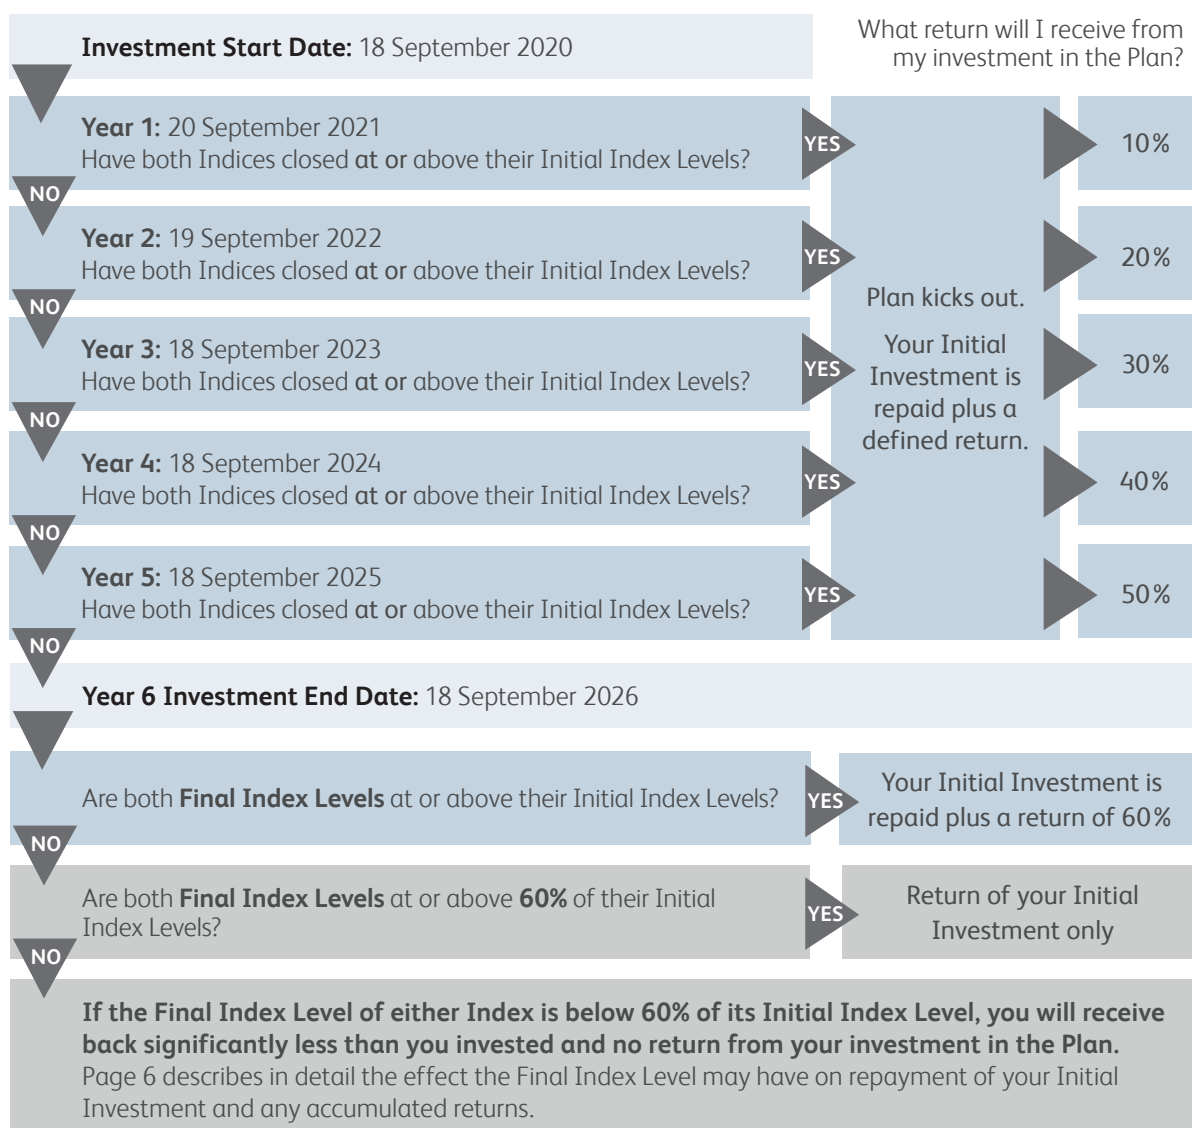 Investment Start Date: 18 September 2020
What return will I receive from
my investment in the Plan?
Year 1: 20 September 2021
Have both Indices closed at or above their Initial Index Levels?
YES
10%
NO
Year 2: 19 September 2022
Have both Indices closed at or above their Initial Index Levels?
YES
20%
NO
Plan kicks out.
Your Initial
Investment is
repaid plus a
defined return.
Year 3: 18 September 2023
Have both Indices closed at or above their Initial Index Levels?
YES
30%
NO
Year 4: 18 September 2024
Have both Indices closed at or above their Initial Index Levels?
YES
40%
NO
Year 5: 18 September 2025
Have both Indices closed at or above their Initial Index Levels?
YES
50%
NO
Year 6 Investment End Date: 18 September 2026
Are both Final Index Levels at or above their Initial Index Levels?
YES
Your Initial Investment is
repaid plus a return of 60%
NO
Are both Final Index Levels at or above 60% of their Initial
Index Levels?
YES
Return of your Initial
Investment only
NO
If the Final Index Level of either Index is below 60% of its Initial Index Level, you will receive
back significantly less than you invested and no return from your investment in the Plan.
Page 6 describes in detail the effect the Final Index Level may have on repayment of your Initial
Investment and any accumulated returns.